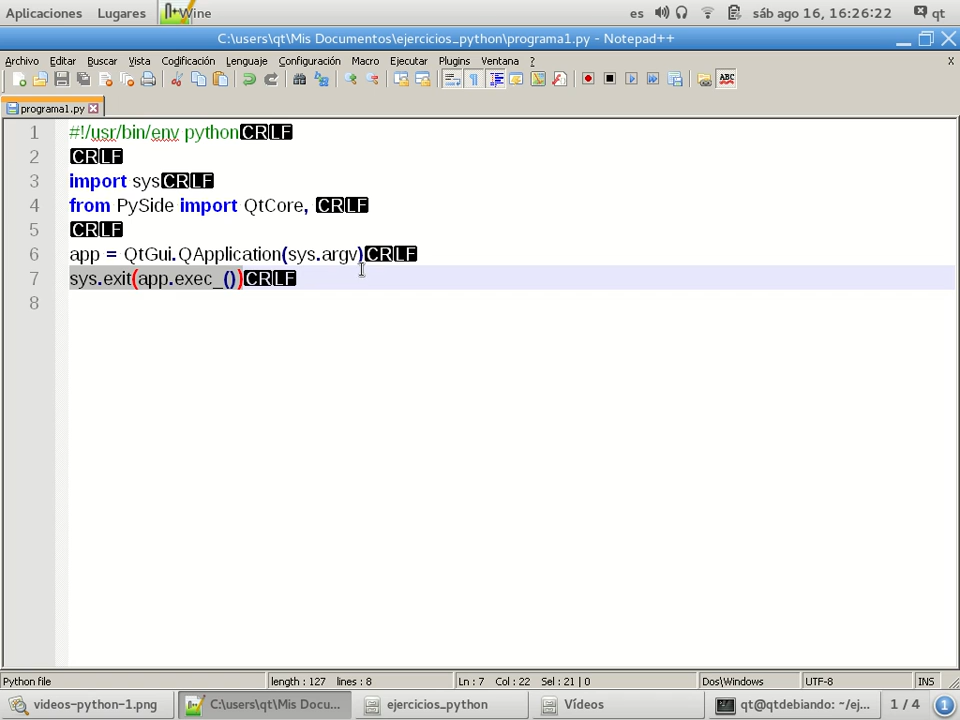 Aplicaciones Lugares Wine es sáb ago 16, 16:26:22 qt
C:\users\qt\Mis Documentos\ejercicios_python\programa1.py - Notepad++
Archivo Editar Buscar Vista Codificación Lenguaje Configuración Macro Ejecutar Plugins Ventana ? X
ABC
programa1.py
1 #!/usr/bin/env pythonCRLF
2 CRLF
3 import sysCRLF
4 from PySide import QtCore, CRLF
5 CRLF
6 app = QtGui.QApplication(sys.argv)CRLF
7 sys.exit(app.exec_())CRLF
8
Python file length : 127 lines : 8 Ln : 7 Col : 22 Sel : 21 | 0 Dos\Windows UTF-8 INS
videos-python-1.png C:\users\qt\Mis Docu... ejercicios_python Vídeos qt@qtdebiando: ~/ej... 1 / 4 1